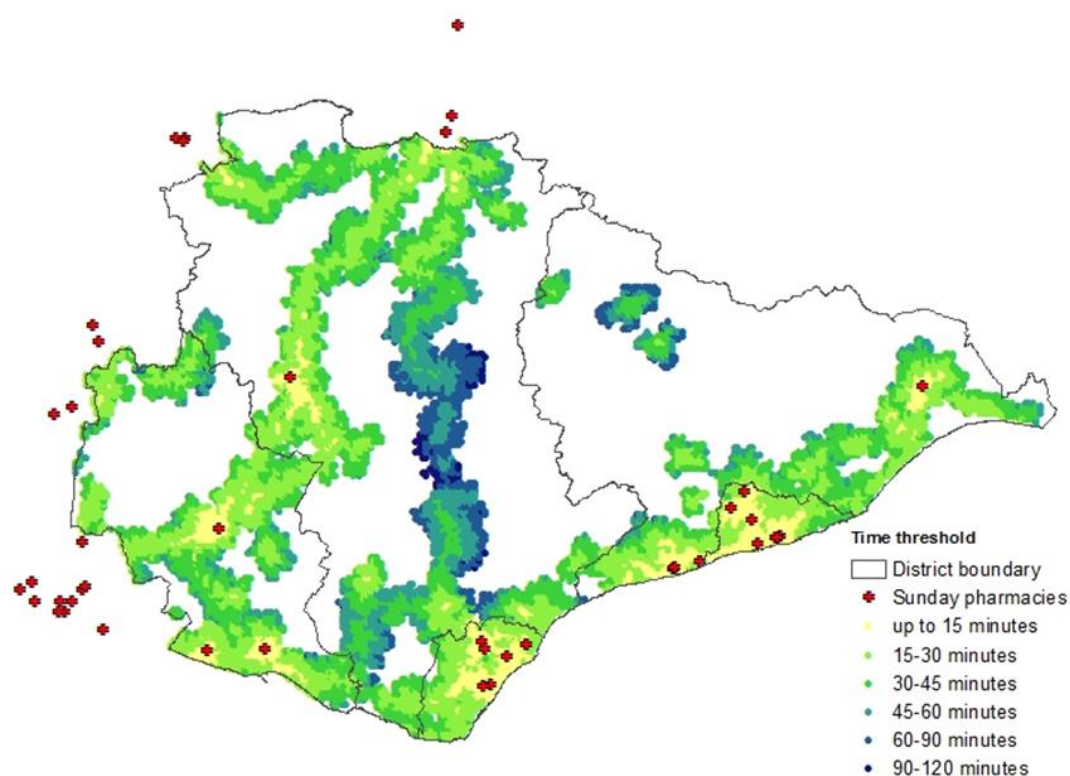 Time threshold
District boundary
Sunday pharmacies
up to 15 minutes
15-30 minutes
30-45 minutes
45-60 minutes
60-90 minutes
90-120 minutes